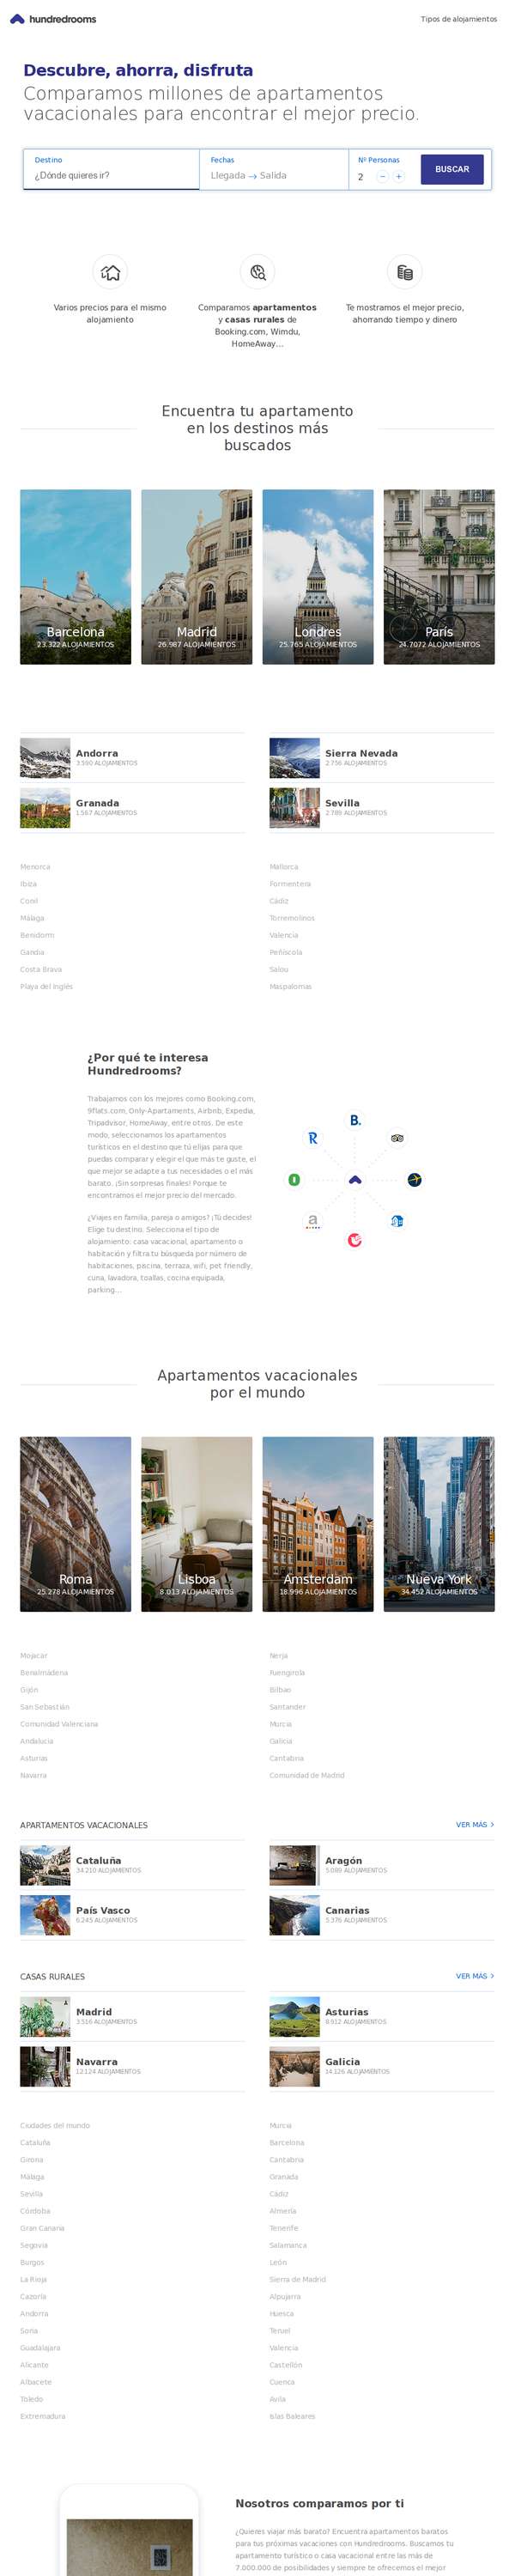 hundredrooms
Tipos de alojamientos
Descubre, ahorra, disfruta
Comparamos millones de apartamentos
vacacionales para encontrar el mejor precio.
Destino
¿Dónde quieres ir?
Fechas
Llegada → Salida
Nº Personas
2 − +
BUSCAR
Varios precios para el mismo
alojamiento
Comparamos apartamentos
y casas rurales de
Booking.com, Wimdu,
HomeAway...
Te mostramos el mejor precio,
ahorrando tiempo y dinero
Encuentra tu apartamento
en los destinos más
buscados
Barcelona
23.322 ALOJAMIENTOS
Madrid
26.987 ALOJAMIENTOS
Londres
25.765 ALOJAMIENTOS
París
24.7072 ALOJAMIENTOS
Andorra
3.590 ALOJAMIENTOS
Sierra Nevada
2.756 ALOJAMIENTOS
Granada
1.567 ALOJAMIENTOS
Sevilla
2.789 ALOJAMIENTOS
Menorca
Mallorca
Ibiza
Formentera
Conil
Cádiz
Málaga
Torremolinos
Benidorm
Valencia
Gandia
Peñíscola
Costa Brava
Salou
Playa del Inglés
Maspalomas
¿Por qué te interesa
Hundredrooms?
Trabajamos con los mejores como Booking.com,
9flats.com, Only-Apartaments, Airbnb, Expedia,
Tripadvisor, HomeAway, entre otros. De este
modo, seleccionamos los apartamentos
turísticos en el destino que tú elijas para que
puedas comparar y elegir el que más te guste, el
que mejor se adapte a tus necesidades o el más
barato. ¡Sin sorpresas finales! Porque te
encontramos el mejor precio del mercado.
¿Viajes en familia, pareja o amigos? ¡Tú decides!
Elige tu destino. Selecciona el tipo de
alojamiento: casa vacacional, apartamento o
habitación y filtra tu búsqueda por número de
habitaciones, piscina, terraza, wifi, pet friendly,
cuna, lavadora, toallas, cocina equipada,
parking...
B.
a
Apartamentos vacacionales
por el mundo
Roma
25.278 ALOJAMIENTOS
Lisboa
8.013 ALOJAMIENTOS
Amsterdam
18.996 ALOJAMIENTOS
Nueva York
34.452 ALOJAMIENTOS
Mojacar
Nerja
Benalmádena
Fuengirola
Gijón
Bilbao
San Sebastián
Santander
Comunidad Valenciana
Murcia
Andalucia
Galicia
Asturias
Cantabria
Navarra
Comunidad de Madrid
APARTAMENTOS VACACIONALES
VER MÁS >
Cataluña
34.210 ALOJAMIENTOS
Aragón
5.099 ALOJAMIENTOS
País Vasco
6.245 ALOJAMIENTOS
Canarias
5.376 ALOJAMIENTOS
CASAS RURALES
VER MÁS >
Madrid
3.516 ALOJAMIENTOS
Asturias
8.912 ALOJAMIENTOS
Navarra
12.124 ALOJAMIENTOS
Galicia
14.126 ALOJAMIENTOS
Ciudades del mundo
Murcia
Cataluña
Barcelona
Girona
Cantabria
Málaga
Granada
Sevilla
Cádiz
Córdoba
Almería
Gran Canaria
Tenerife
Segovia
Salamanca
Burgos
León
La Rioja
Sierra de Madrid
Cazorla
Alpujarra
Andorra
Huesca
Soria
Teruel
Guadalajara
Valencia
Alicante
Castellón
Albacete
Cuenca
Toledo
Avila
Extremadura
Islas Baleares
Nosotros comparamos por ti
¿Quieres viajar más barato? Encuentra apartamentos baratos
para tus próximas vacaciones con Hundredrooms. Buscamos tu
apartamento turístico o casa vacacional entre las más de
7.000.000 de posibilidades y siempre te ofrecemos el mejor